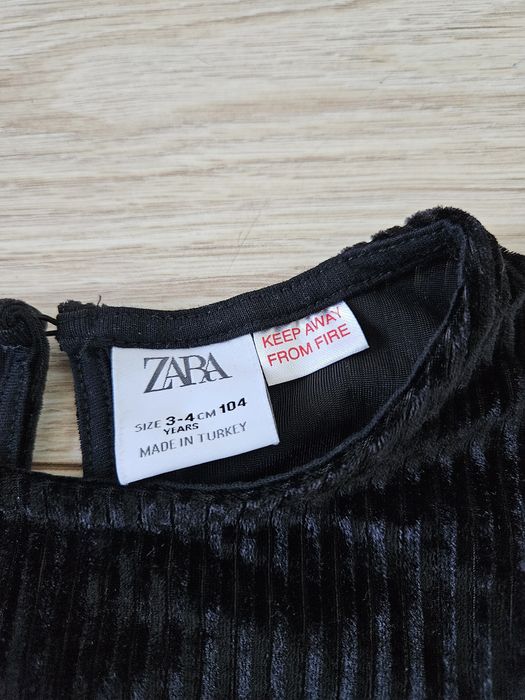 ZARA
SIZE 3-4 CM 104
YEARS
MADE IN TURKEY
KEEP AWAY
FROM FIRE